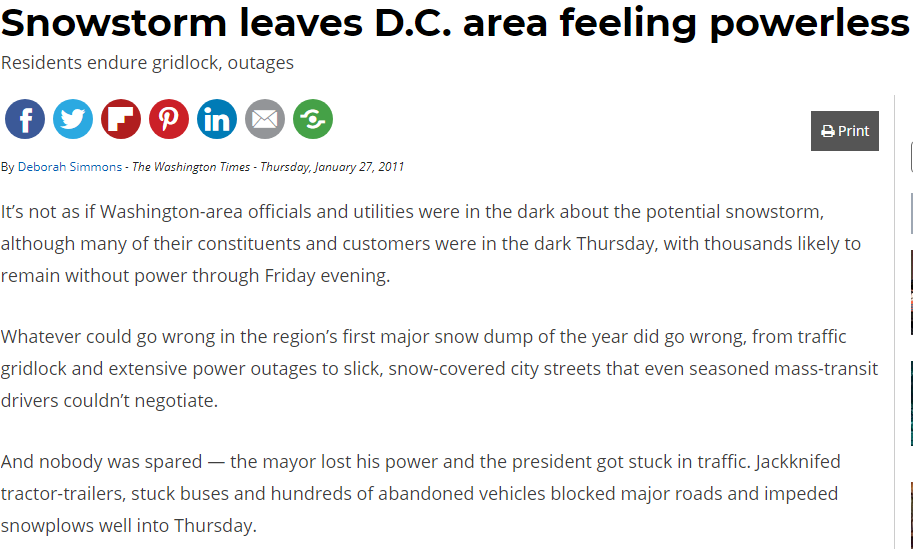 Snowstorm leaves D.C. area feeling powerless
Residents endure gridlock, outages
Print
By Deborah Simmons - The Washington Times - Thursday, January 27, 2011
It’s not as if Washington-area officials and utilities were in the dark about the potential snowstorm,
although many of their constituents and customers were in the dark Thursday, with thousands likely to
remain without power through Friday evening.
Whatever could go wrong in the region’s first major snow dump of the year did go wrong, from traffic
gridlock and extensive power outages to slick, snow-covered city streets that even seasoned mass-transit
drivers couldn’t negotiate.
And nobody was spared — the mayor lost his power and the president got stuck in traffic. Jackknifed
tractor-trailers, stuck buses and hundreds of abandoned vehicles blocked major roads and impeded
snowplows well into Thursday.